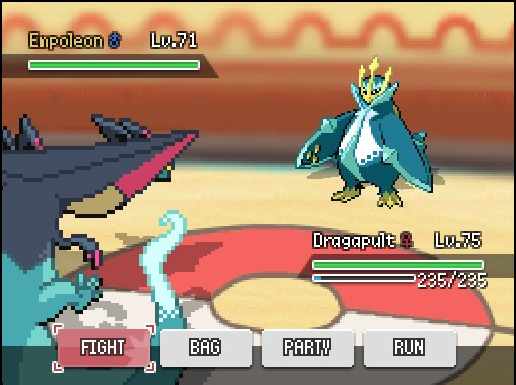 Empoleon ♂ Lv.71
Dragapult ♀ Lv.75
235/235
FIGHT BAG PARTY RUN